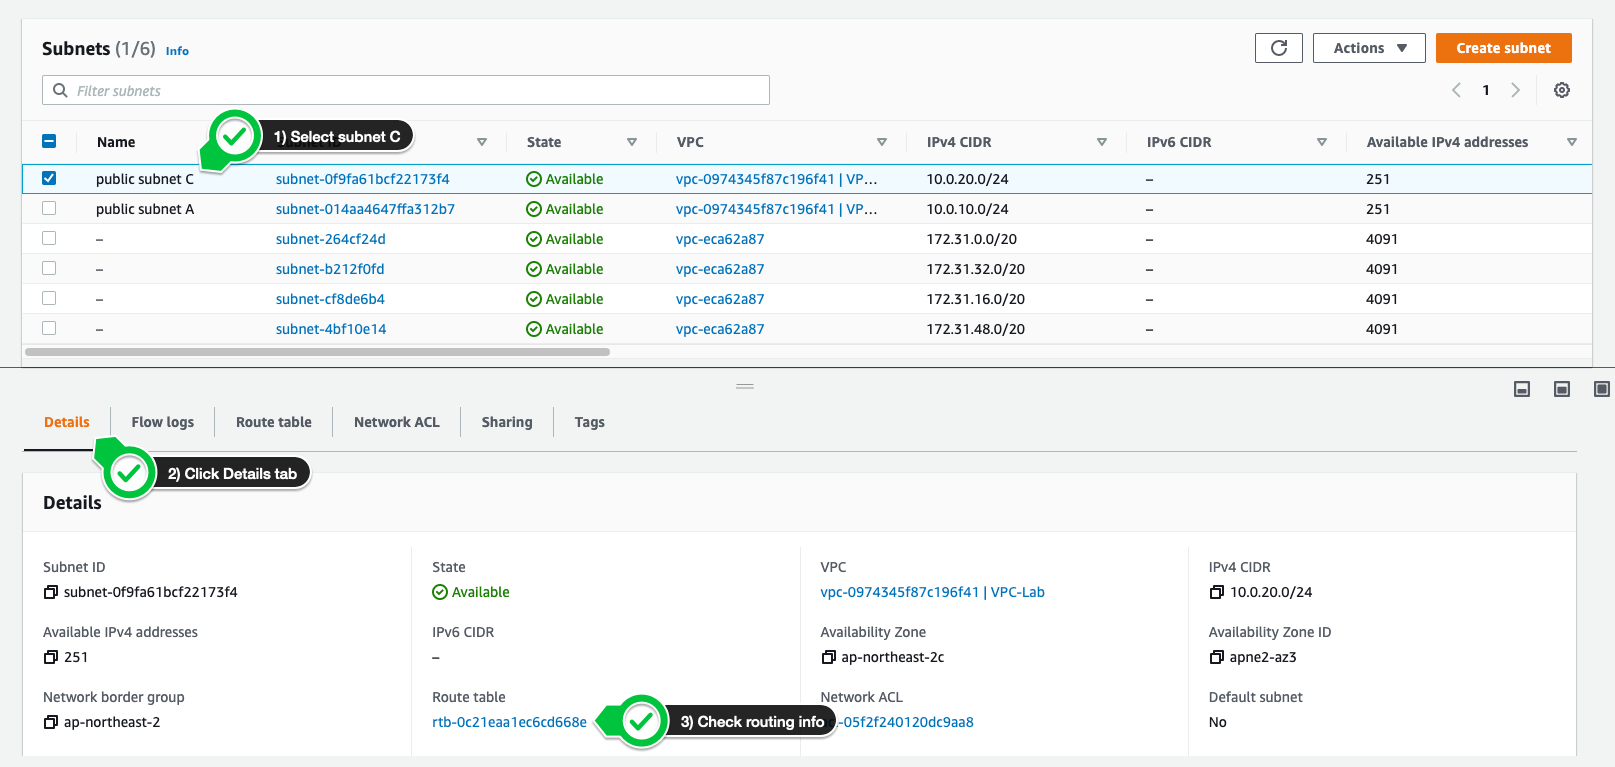 Subnets (1/6) Info
Actions
Create subnet
Filter subnets
1
1) Select subnet C
Name State VPC IPv4 CIDR IPv6 CIDR Available IPv4 addresses
public subnet C subnet-0f9fa61bcf22173f4 Available vpc-0974345f87c196f41 | VP... 10.0.20.0/24 – 251
public subnet A subnet-014aa4647ffa312b7 Available vpc-0974345f87c196f41 | VP... 10.0.10.0/24 – 251
– subnet-264cf24d Available vpc-eca62a87 172.31.0.0/20 – 4091
– subnet-b212f0fd Available vpc-eca62a87 172.31.32.0/20 – 4091
– subnet-cf8de6b4 Available vpc-eca62a87 172.31.16.0/20 – 4091
– subnet-4bf10e14 Available vpc-eca62a87 172.31.48.0/20 – 4091
Details Flow logs Route table Network ACL Sharing Tags
2) Click Details tab
Details
Subnet ID State VPC IPv4 CIDR
subnet-0f9fa61bcf22173f4 Available vpc-0974345f87c196f41 | VPC-Lab 10.0.20.0/24
Available IPv4 addresses IPv6 CIDR Availability Zone Availability Zone ID
251 – ap-northeast-2c apne2-az3
Network border group Route table Network ACL Default subnet
ap-northeast-2 rtb-0c21eaa1ec6cd668e 3) Check routing info -05f2f240120dc9aa8 No